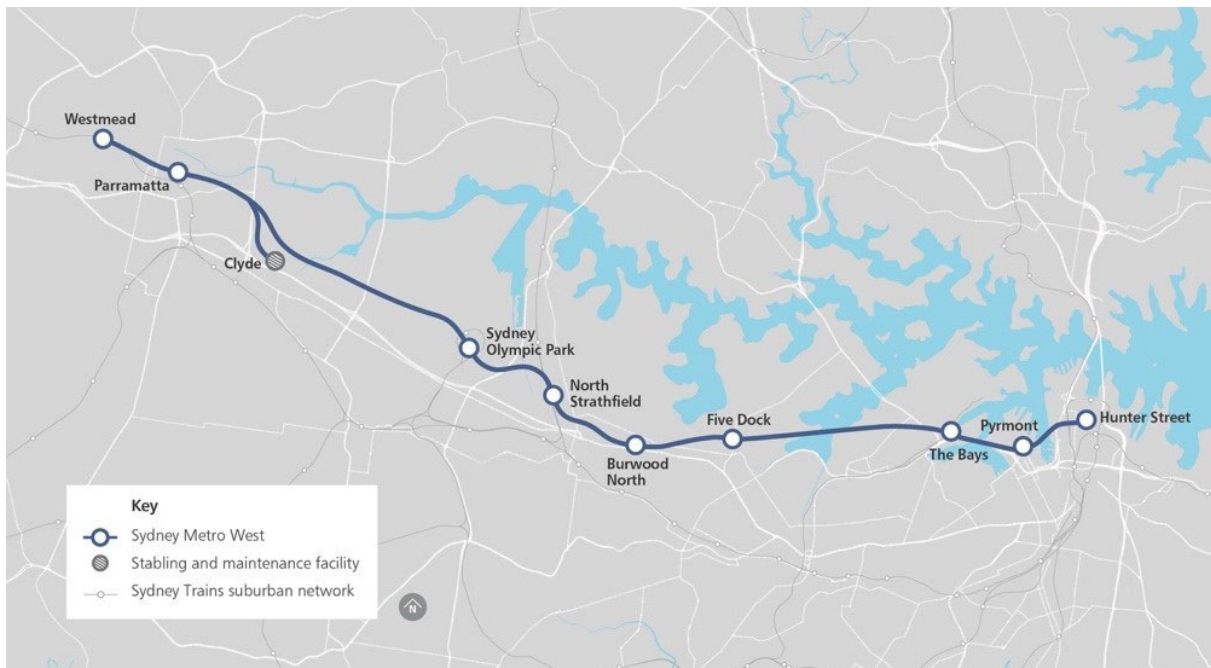 Westmead
Parramatta
Clyde
Sydney
Olympic Park
North
Strathfield
Burwood
North
Five Dock
The Bays
Pyrmont
Hunter Street
Key
Sydney Metro West
Stabling and maintenance facility
Sydney Trains suburban network
N